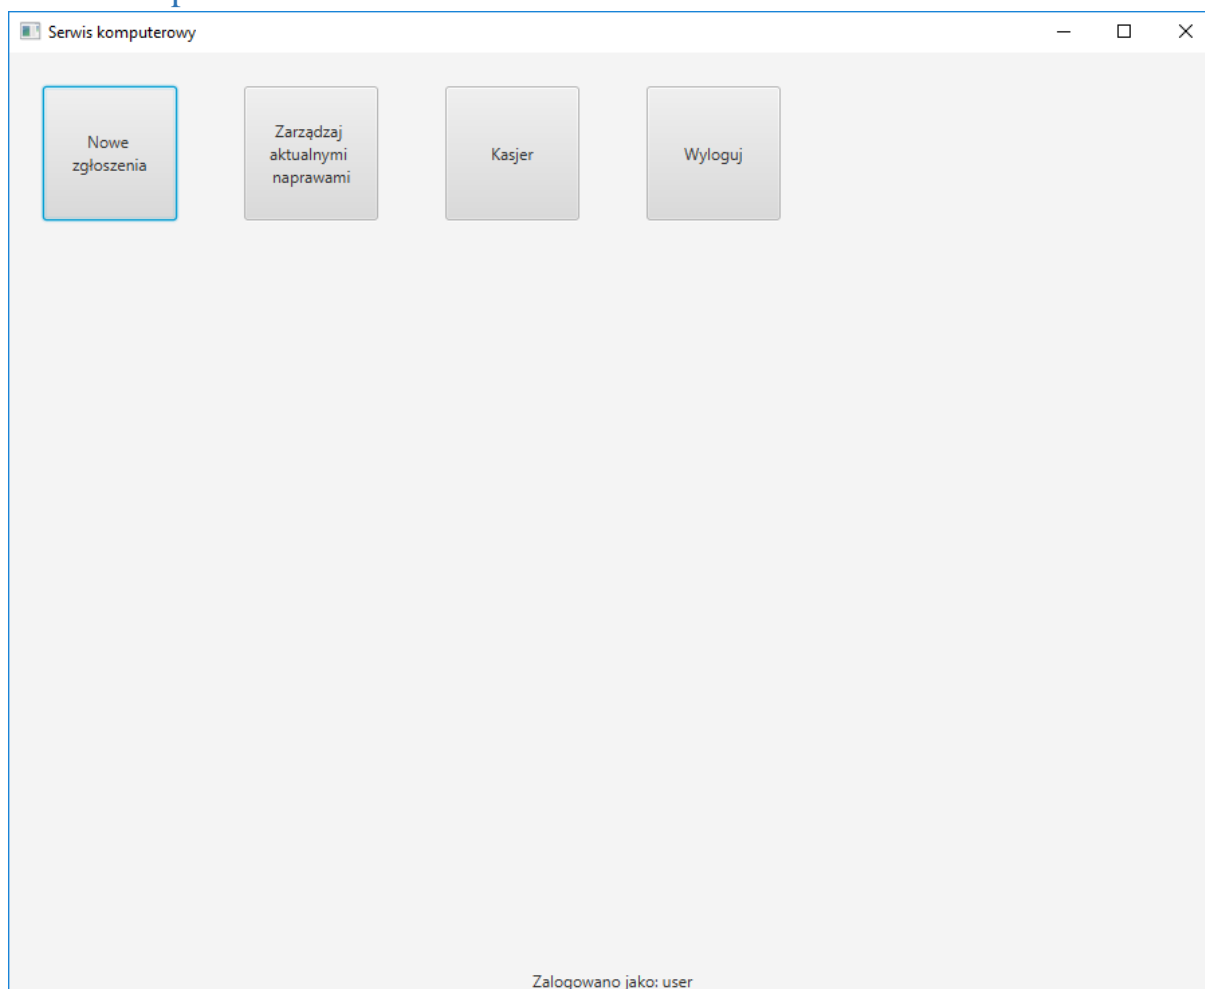 Serwis komputerowy
Nowe
zgłoszenia
Zarządzaj
aktualnymi
naprawami
Kasjer
Wyloguj
Zalogowano jako: user